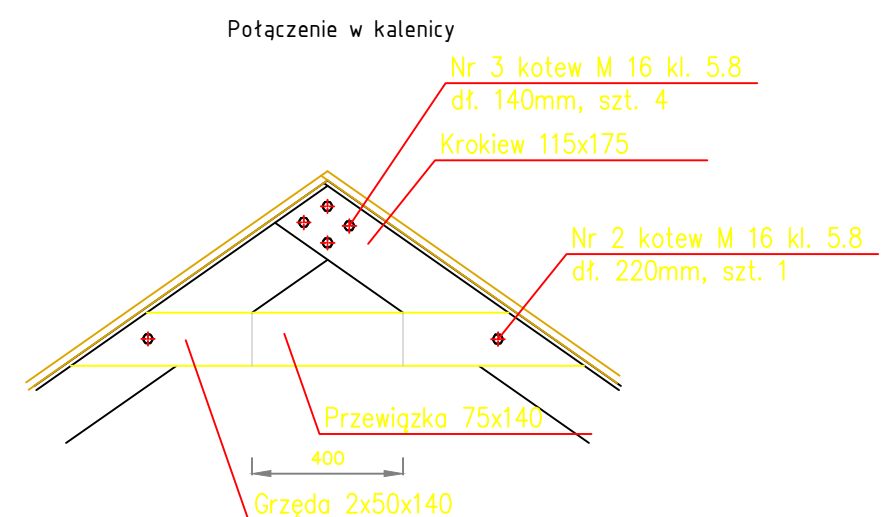 Połączenie w kalenicy
Nr 3 kotew M 16 kl. 5.8
dł. 140mm, szt. 4
Krokiew 115x175
Nr 2 kotew M 16 kl. 5.8
dł. 220mm, szt. 1
Przewiązka 75x140
400
Grzęda 2x50x140